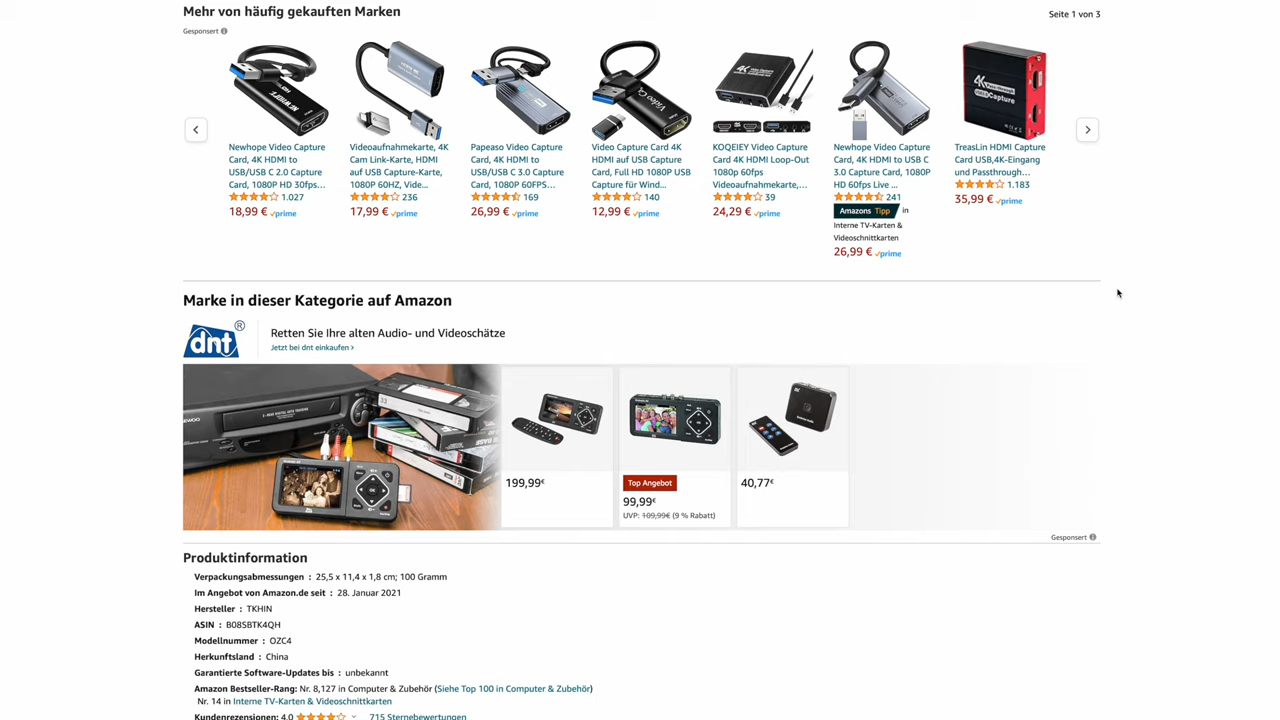 Mehr von häufig gekauften Marken
Seite 1 von 3
Gesponsert
Newhope Video Capture
Card, 4K HDMI to
USB/USB C 2.0 Capture
Card, 1080P HD 30fps...
1.027
18,99 € prime
Videoaufnahmekarte, 4K
Cam Link-Karte, HDMI
auf USB Capture-Karte,
1080P 60HZ, Vide...
236
17,99 € prime
Papeaso Video Capture
Card, 4K HDMI to
USB/USB C 3.0 Capture
Card, 1080P 60FPS...
169
26,99 € prime
Video Capture Card 4K
HDMI auf USB Capture
Card, Full HD 1080P USB
Capture für Wind...
140
12,99 € prime
KOQEIEY Video Capture
Card 4K HDMI Loop-Out
1080p 60fps
Videoaufnahmekarte,...
39
24,29 € prime
Newhope Video Capture
Card, 4K HDMI to USB C
3.0 Capture Card, 1080P
HD 60fps Live ...
241
Amazons Tipp in
Interne TV-Karten &
Videoschnittkarten
26,99 € prime
4K
Capture
TreasLin HDMI Capture
Card USB,4K-Eingang
und Passthrough...
1.183
35,99 € prime
Marke in dieser Kategorie auf Amazon
dnt®
Retten Sie Ihre alten Audio- und Videoschätze
Jetzt bei dnt einkaufen ›
199,99€
Top Angebot
99,99€
UVP: 109,99€ (9 % Rabatt)
40,77€
Gesponsert
Produktinformation
Verpackungsabmessungen : 25,5 x 11,4 x 1,8 cm; 100 Gramm
Im Angebot von Amazon.de seit : 28. Januar 2021
Hersteller : TKHIN
ASIN : B08SBTK4QH
Modellnummer : OZC4
Herkunftsland : China
Garantierte Software-Updates bis : unbekannt
Amazon Bestseller-Rang: Nr. 8,127 in Computer & Zubehör (Siehe Top 100 in Computer & Zubehör)
Nr. 14 in Interne TV-Karten & Videoschnittkarten
Kundenrezensionen: 4,0 715 Sternebewertungen